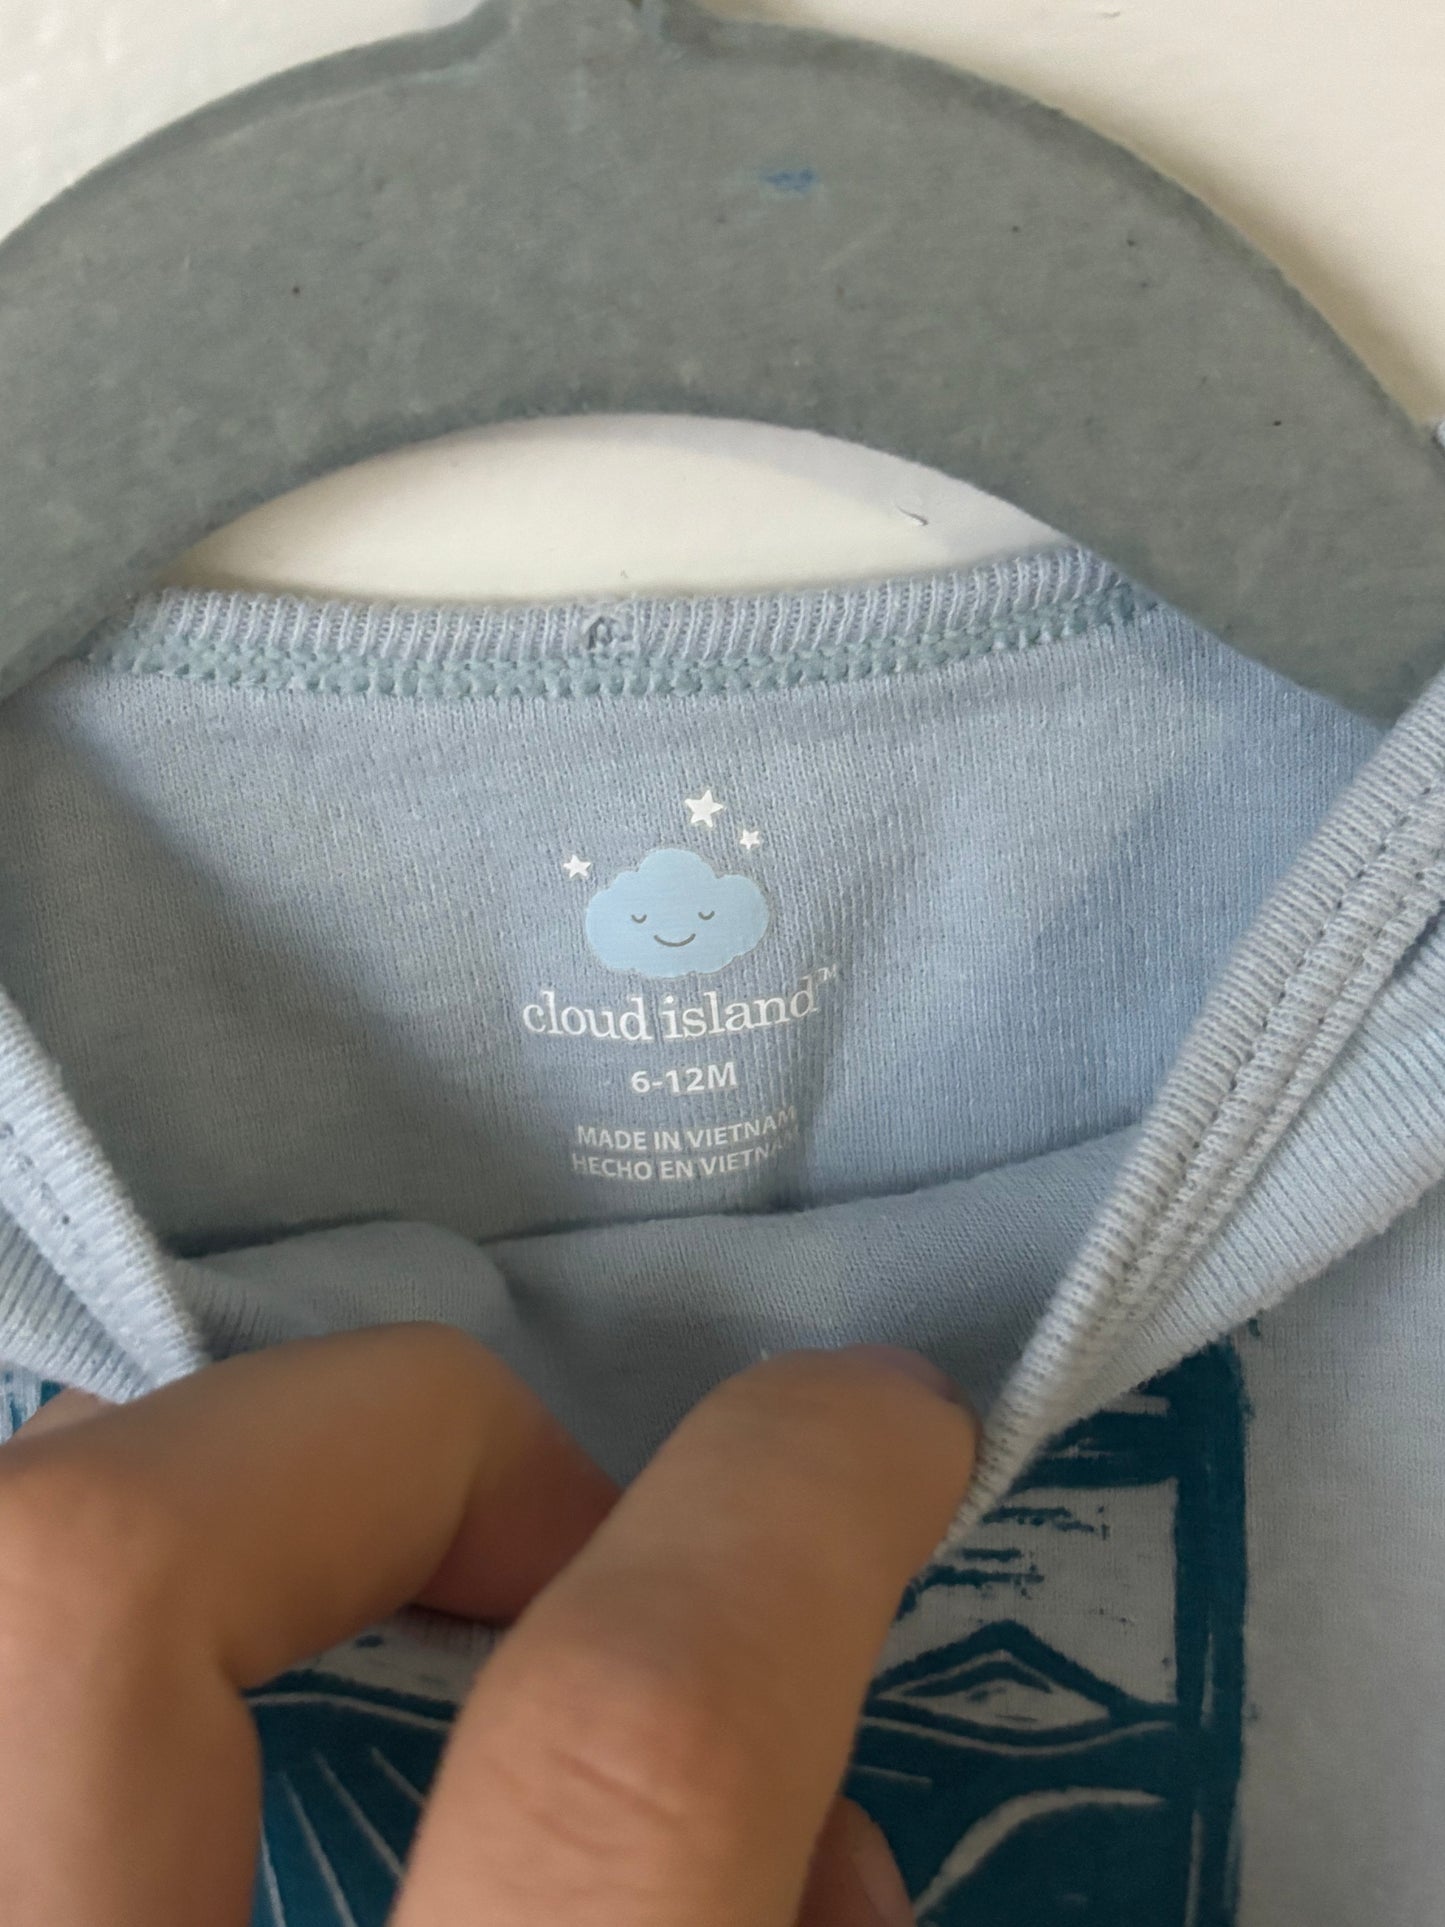 cloud island™
6-12M
MADE IN VIETNAM
HECHO EN VIETNAM